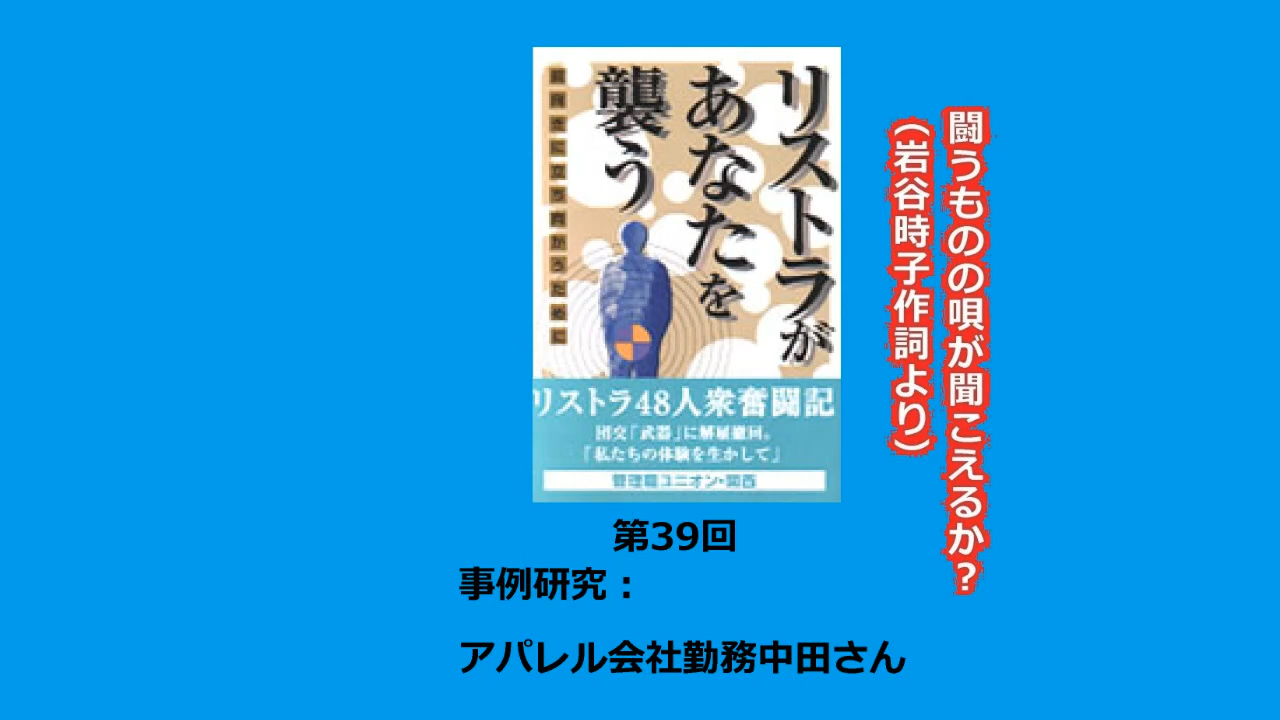 闘うものの唄が聞こえるか？
（岩谷時子作詞より）
リストラが
あなたを
襲う
リストラ48人衆奮闘記
団交「武器」に解雇撤回。
「私たちの体験を生かして」
管理職ユニオン・関西
第39回
事例研究：
アパレル会社勤務中田さん